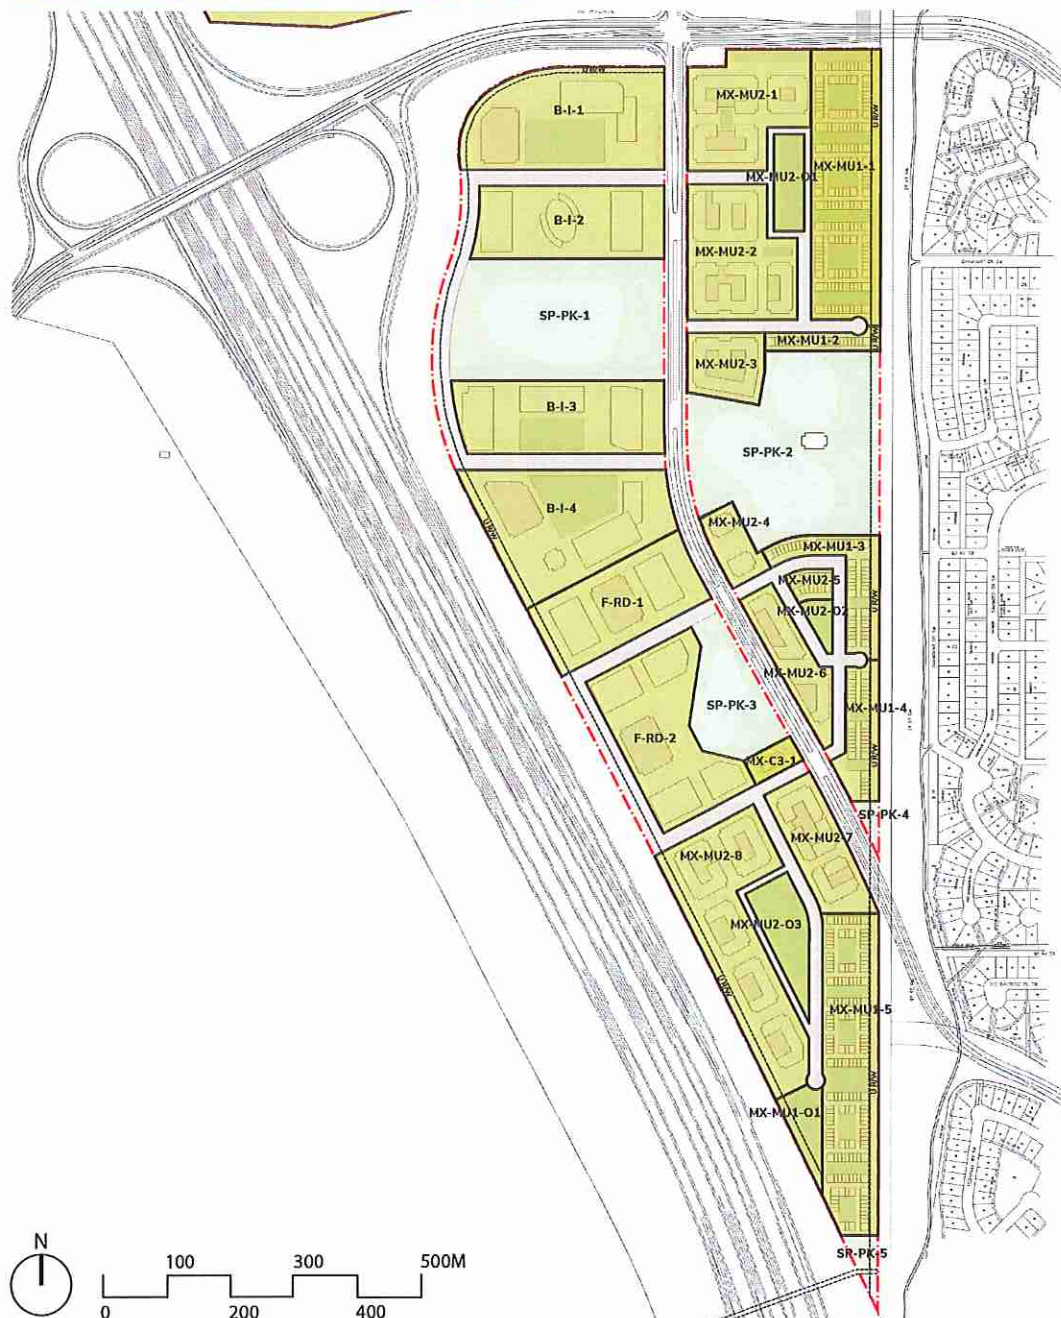 U R/W
B-I-1
MX-MU2-1
U R/W
MX-MU2-O1
MX-MU1-1
B-I-2
MX-MU2-2
SP-PK-1
MX-MU1-2
U R/W
MX-MU2-3
B-I-3
SP-PK-2
B-I-4
MX-MU2-4
U R/W
MX-MU1-3
MX-MU2-5
F-RD-1
MX-MU2-O2
U R/W
MX-MU2-6
SP-PK-3
MX-MU1-4
F-RD-2
U R/W
MX-C3-1
SP-PK-4
MX-MU2-7
MX-MU2-8
MX-MU2-O3
U R/W
MX-MU1-5
U R/W
MX-MU1-O1
SP-PK-5
N
100 300 500M
0 200 400